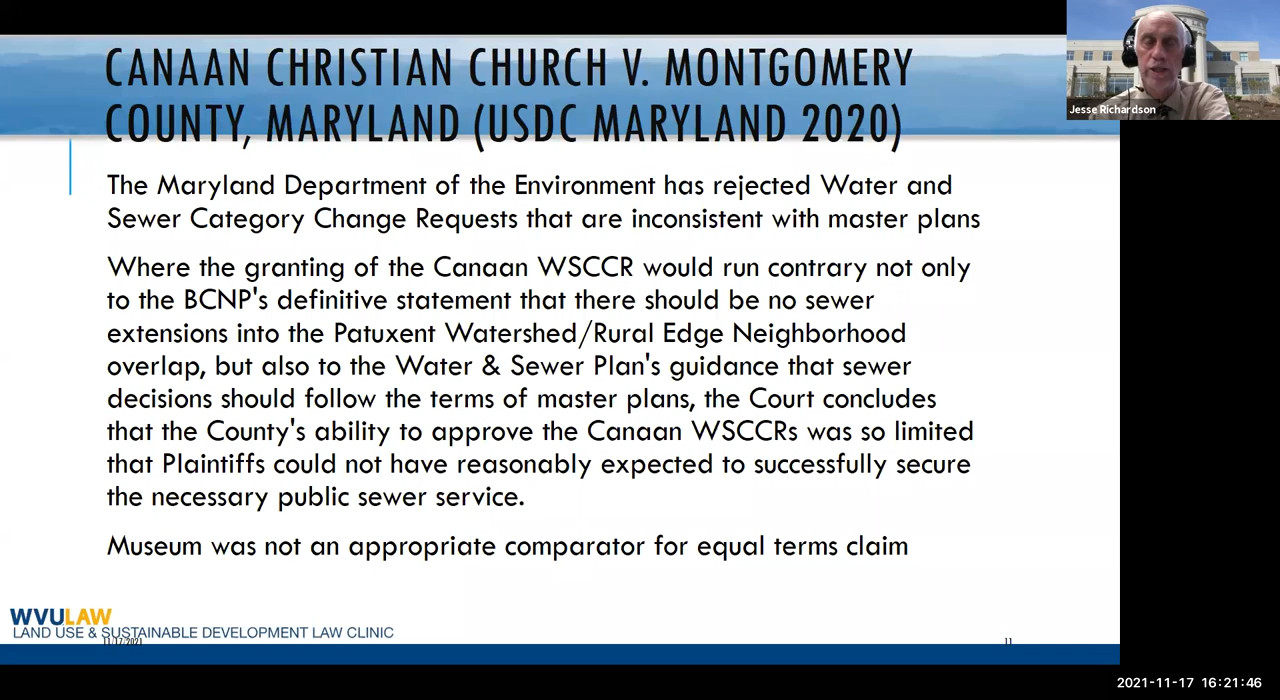 CANAAN CHRISTIAN CHURCH V. MONTGOMERY
COUNTY, MARYLAND (USDC MARYLAND 2020)
Jesse Richardson
The Maryland Department of the Environment has rejected Water and
Sewer Category Change Requests that are inconsistent with master plans
Where the granting of the Canaan WSCCR would run contrary not only
to the BCNP's definitive statement that there should be no sewer
extensions into the Patuxent Watershed/Rural Edge Neighborhood
overlap, but also to the Water & Sewer Plan's guidance that sewer
decisions should follow the terms of master plans, the Court concludes
that the County's ability to approve the Canaan WSCCRs was so limited
that Plaintiffs could not have reasonably expected to successfully secure
the necessary public sewer service.
Museum was not an appropriate comparator for equal terms claim
WVULAW
LAND USE & SUSTAINABLE DEVELOPMENT LAW CLINIC
11/17/2021
11
2021-11-17 16:21:46